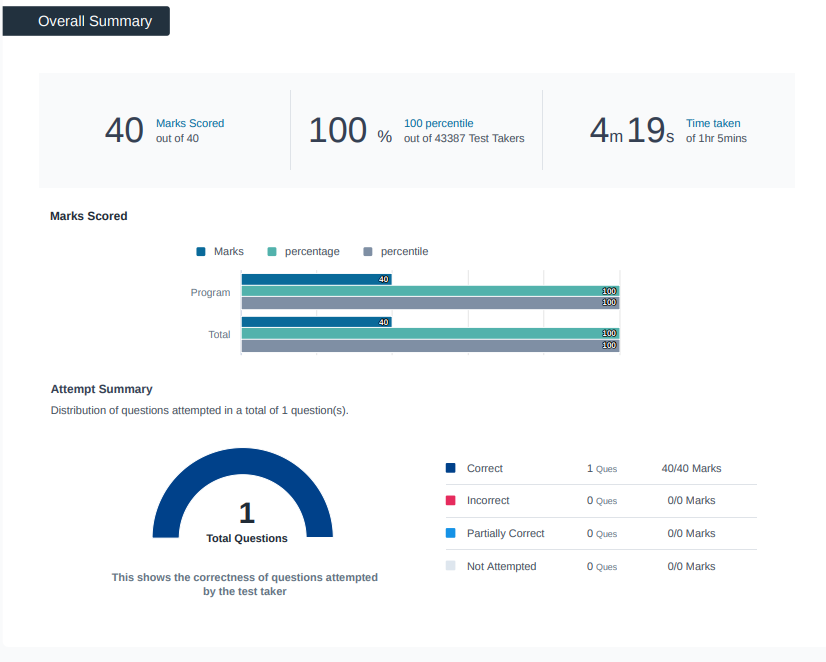 Overall Summary
40 Marks Scored out of 40
100 % 100 percentile out of 43387 Test Takers
4m 19s Time taken of 1hr 5mins
Marks Scored
Marks percentage percentile
Program 40 100 100
Total 40 100 100
Attempt Summary
Distribution of questions attempted in a total of 1 question(s).
1
Total Questions
This shows the correctness of questions attempted
by the test taker
Correct 1 Ques 40/40 Marks
Incorrect 0 Ques 0/0 Marks
Partially Correct 0 Ques 0/0 Marks
Not Attempted 0 Ques 0/0 Marks